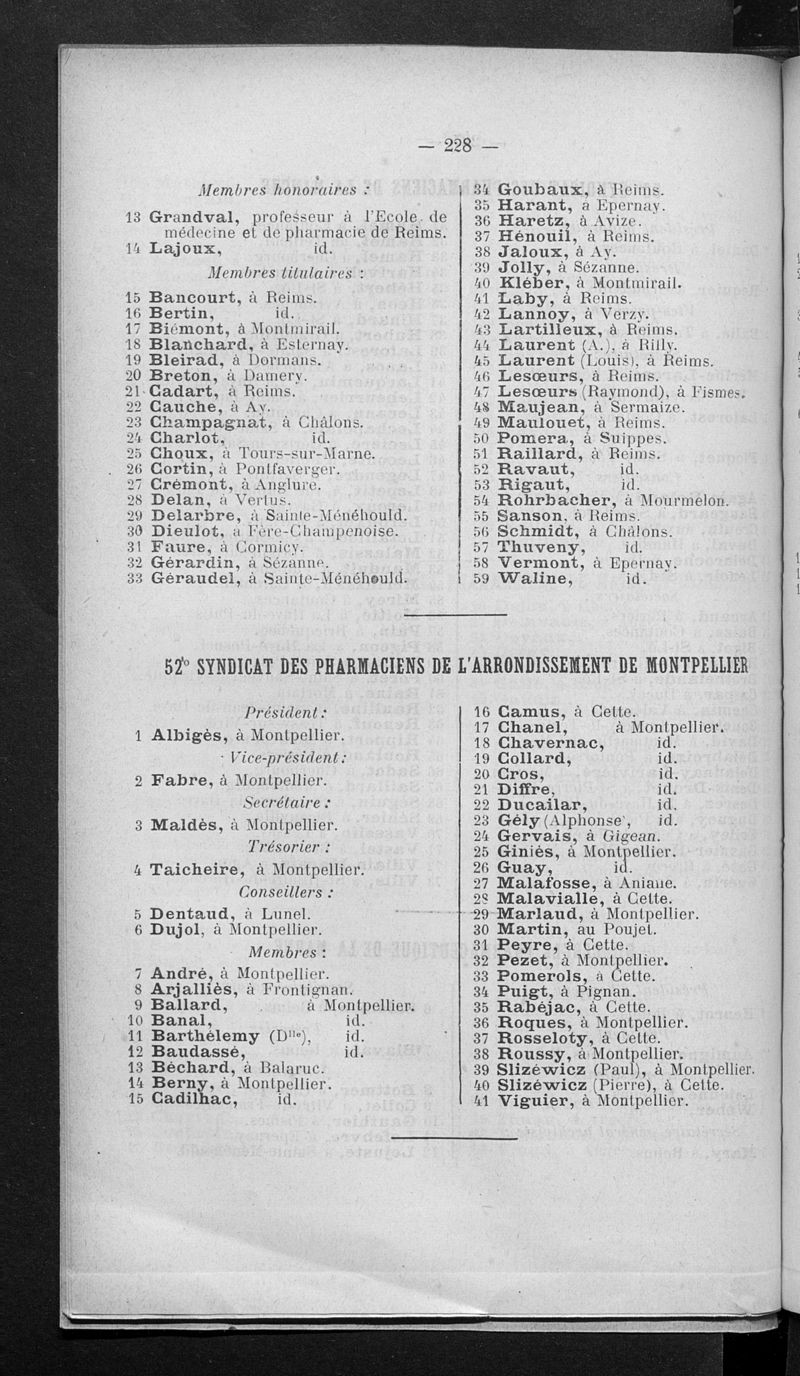 — 228 —
Membres honoraires :
13 Grandval, professeur à l'Ecole de
médecine et de pharmacie de Reims.
14 Lajoux, id.
Membres titulaires :
15 Bancourt, à Reims.
16 Bertin, id.
17 Biémont, à Montmirail.
18 Blanchard, à Esternay.
19 Bleirad, à Dormans.
20 Breton, à Damery.
21 Cadart, à Reims.
22 Cauche, à Ay.
23 Champagnat, à Châlons.
24 Charlot, id.
25 Choux, à Tours-sur-Marne.
26 Cortin, à Pontfaverger.
27 Crémont, à Anglure.
28 Delan, à Vertus.
29 Delarbre, à Sainte-Ménéhould.
30 Dieulot, à Fère-Champenoise.
31 Faure, à Cormicy.
32 Gérardin, à Sézanne.
33 Géraudel, à Sainte-Ménéhould.
34 Goubaux, à Reims.
35 Harant, à Epernay.
36 Haretz, à Avize.
37 Hénouil, à Reims.
38 Jaloux, à Ay.
39 Jolly, à Sézanne.
40 Kléber, à Montmirail.
41 Laby, à Reims.
42 Lannoy, à Verzy.
43 Lartilleux, à Reims.
44 Laurent (A.), à Rilly.
45 Laurent (Louis), à Reims.
46 Lesœurs, à Reims.
47 Lesœurs (Raymond), à Fismes.
48 Maujean, à Sermaize.
49 Maulouet, à Reims.
50 Pomera, à Suippes.
51 Raillard, à Reims.
52 Ravaut, id.
53 Rigaut, id.
54 Rohrbacher, à Mourmelon.
55 Sanson, à Reims.
56 Schmidt, à Châlons.
57 Thuveny, id.
58 Vermont, à Epernay.
59 Waline, id.
52° SYNDICAT DES PHARMACIENS DE L'ARRONDISSEMENT DE MONTPELLIER
Président :
1 Albigès, à Montpellier.
Vice-président :
2 Fabre, à Montpellier.
Secrétaire :
3 Maldès, à Montpellier.
Trésorier :
4 Taicheire, à Montpellier.
Conseillers :
5 Dentaud, à Lunel.
6 Dujol, à Montpellier.
Membres :
7 André, à Montpellier.
8 Arjalliès, à Frontignan.
9 Ballard, à Montpellier.
10 Banal, id.
11 Barthélemy (Dlle), id.
12 Baudassé, id.
13 Béchard, à Balaruc.
14 Berny, à Montpellier.
15 Cadilhac, id.
16 Camus, à Cette.
17 Chanel, à Montpellier.
18 Chavernac, id.
19 Collard, id.
20 Cros, id.
21 Diffre, id.
22 Ducailar, id.
23 Gély (Alphonse), id.
24 Gervais, à Gigean.
25 Giniés, à Montpellier.
26 Guay, id.
27 Malafosse, à Aniane.
28 Malavialle, à Cette.
29 Marlaud, à Montpellier.
30 Martin, au Poujet.
31 Peyre, à Cette.
32 Pezet, à Montpellier.
33 Pomerols, à Cette.
34 Puigt, à Pignan.
35 Rabéjac, à Cette.
36 Roques, à Montpellier.
37 Rosseloty, à Cette.
38 Roussy, à Montpellier.
39 Slizéwicz (Paul), à Montpellier.
40 Slizéwicz (Pierre), à Cette.
41 Viguier, à Montpellier.